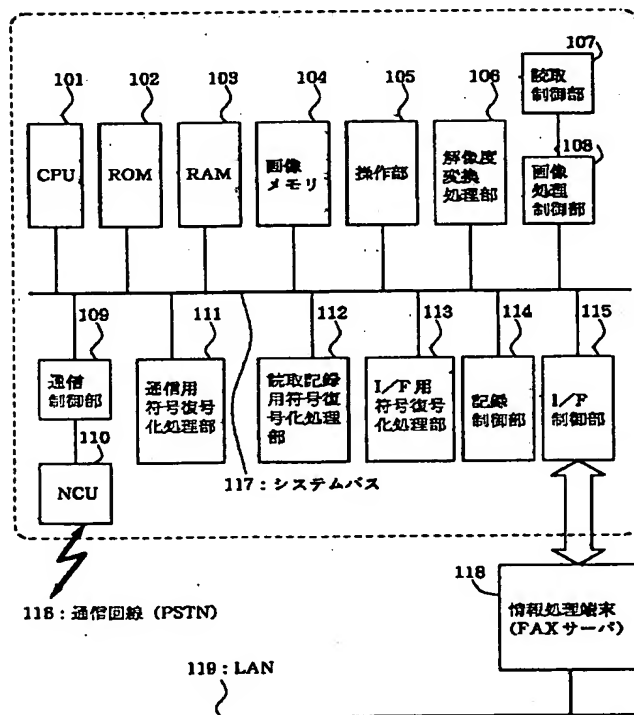 107
101
102
103
104
105
106
読取
制御部
108
CPU
ROM
RAM
画像
メモリ
操作部
解像度
変換
処理部
画像
処理
制御部
109
111
112
113
114
115
通信
制御部
通信用
符号復号
化処理部
読取記録
用符号復
号化処理
部
I/F用
符号復号
化処理部
記録
制御部
I/F
制御部
110
NCU
117:システムバス
118
116:通信回線 (PSTN)
情報処理端末
(FAXサーバ)
119:LAN